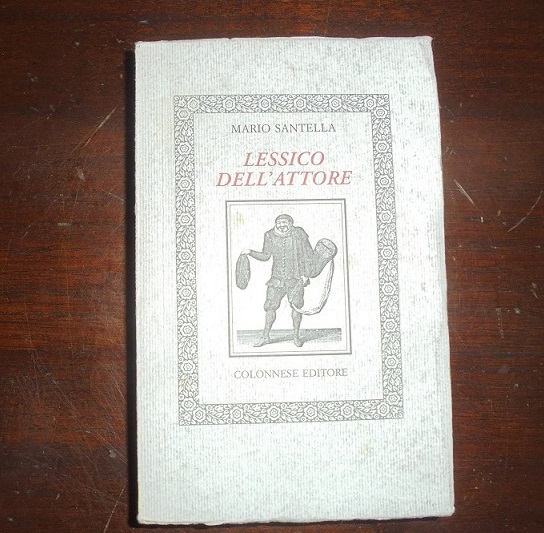 MARIO SANTELLA
LESSICO
DELL'ATTORE
COLONNESE EDITORE